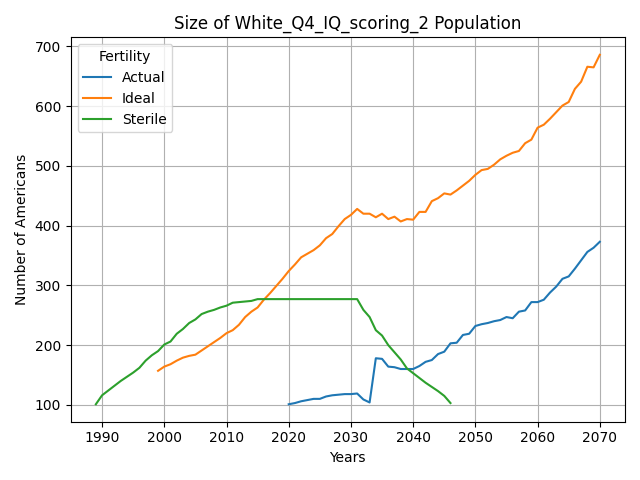 Size of White_Q4_IQ_scoring_2 Population
Fertility
Actual
Ideal
Sterile
Number of Americans
700
600
500
400
300
200
100
1990 2000 2010 2020 2030 2040 2050 2060 2070
Years